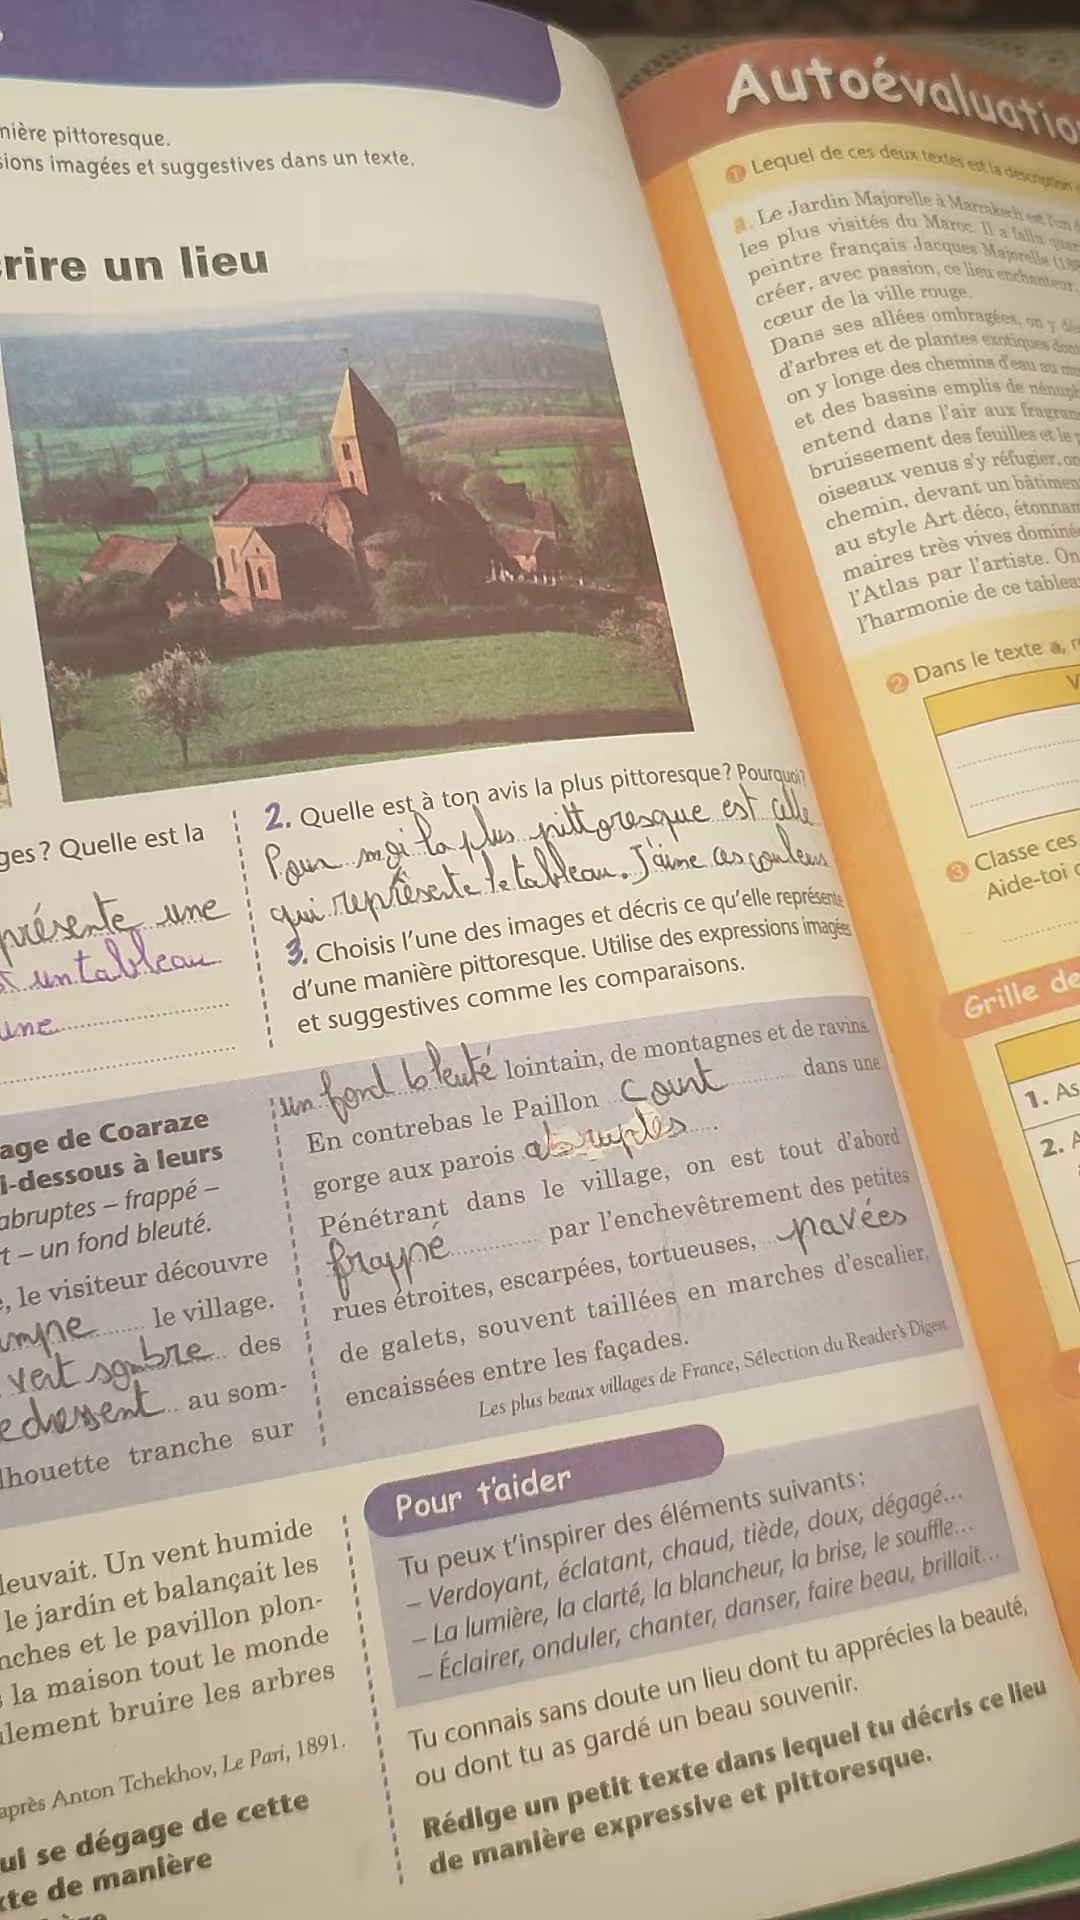 nière pittoresque.
sions imagées et suggestives dans un texte.
crire un lieu
ges ? Quelle est la
présente une
un tableau
une
2. Quelle est à ton avis la plus pittoresque ? Pourquoi?
Pour moi la plus pittoresque est celle
qui représente le tableau. J'aime ces couleurs
3. Choisis l'une des images et décris ce qu'elle représente
d'une manière pittoresque. Utilise des expressions imagées
et suggestives comme les comparaisons.
age de Coaraze
i-dessous à leurs
abruptes – frappé –
t – un fond bleuté.
, le visiteur découvre
le village.
vert sombre des
au som-
lhouette tranche sur
un fond bleuté lointain, de montagnes et de ravins.
En contrebas le Paillon court dans une
gorge aux parois abruptes.
Pénétrant dans le village, on est tout d'abord
frappé par l'enchevêtrement des petites
rues étroites, escarpées, tortueuses, pavées
de galets, souvent taillées en marches d'escalier,
encaissées entre les façades.
Les plus beaux villages de France, Sélection du Reader's Digest
leuvait. Un vent humide
le jardin et balançait les
nches et le pavillon plon-
la maison tout le monde
lement bruire les arbres
après Anton Tchekhov, Le Pari, 1891.
ui se dégage de cette
xte de manière
Pour t'aider
Tu peux t'inspirer des éléments suivants :
– Verdoyant, éclatant, chaud, tiède, doux, dégagé...
– La lumière, la clarté, la blancheur, la brise, le souffle...
– Éclairer, onduler, chanter, danser, faire beau, brillait...
Tu connais sans doute un lieu dont tu apprécies la beauté,
ou dont tu as gardé un beau souvenir.
Rédige un petit texte dans lequel tu décris ce lieu
de manière expressive et pittoresque.
Autoévaluatio
1 Lequel de ces deux textes est la description
a. Le Jardin Majorelle à Marrakech est l'un
les plus visités du Maroc. Il a fallu
peintre français Jacques Majorelle
créer, avec passion, ce lieu enchanteur,
cœur de la ville rouge.
Dans ses allées ombragées, on y
d'arbres et de plantes exotiques dont
on y longe des chemins d'eau au
et des bassins emplis de nénuph
entend dans l'air aux
bruissement des feuilles et le
oiseaux venus s'y réfugier, on
chemin, devant un bâtiment
au style Art déco, étonnam
maires très vives dominé
l'Atlas par l'artiste. On
l'harmonie de ce tablea
2 Dans le texte a, r
V
3 Classe ces
Aide-toi
Grille de
1. As
2. A